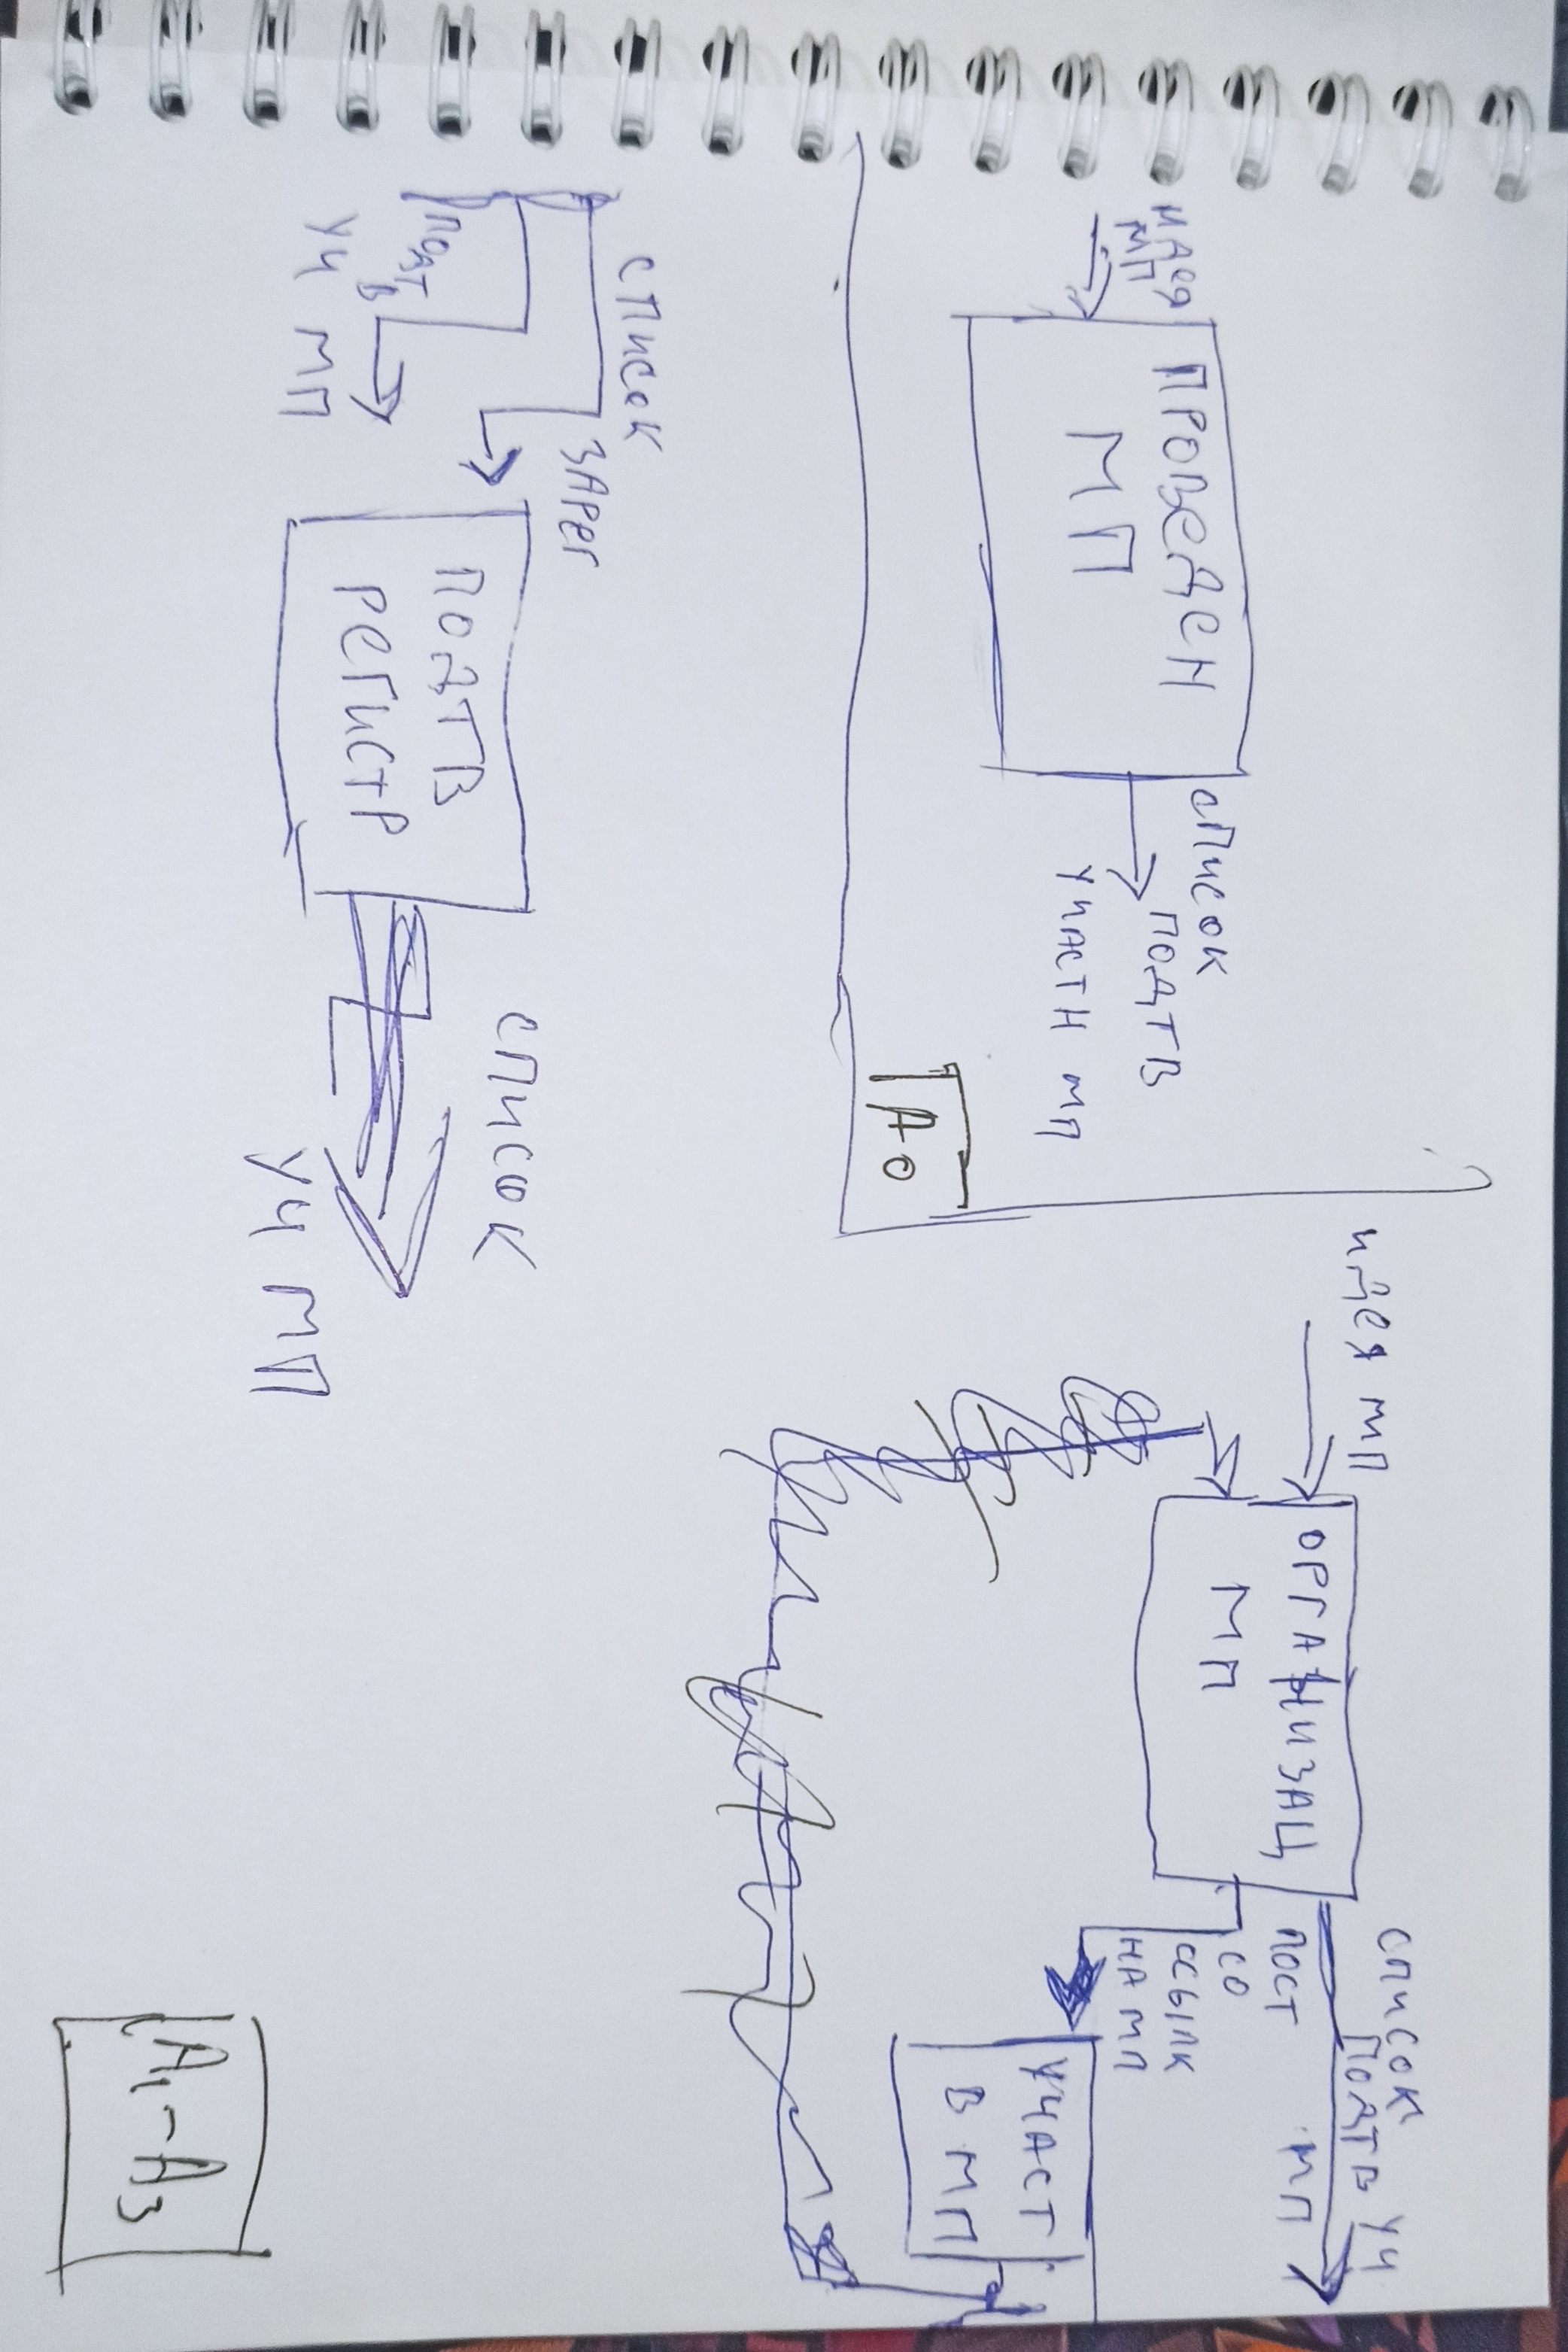 ИДЕЯ
МП
ПРОВЕДЕН
МП
СПИСОК
ПОДТВ
УЧАСТН МП
А0
ИДЕЯ МП
ОРГАНИЗАЦ
МП
СПИСОК
ПОДТВ УЧ
МП
ПОСТ
СО
ССЫЛК
НА МП
УЧАСТ
В МП
СПИСОК
ЗАРЕГ
ПОДТ
В
УЧ МП
ПОДТВ
РЕГИСТР
СПИСОК
УЧ МП
А1-А3